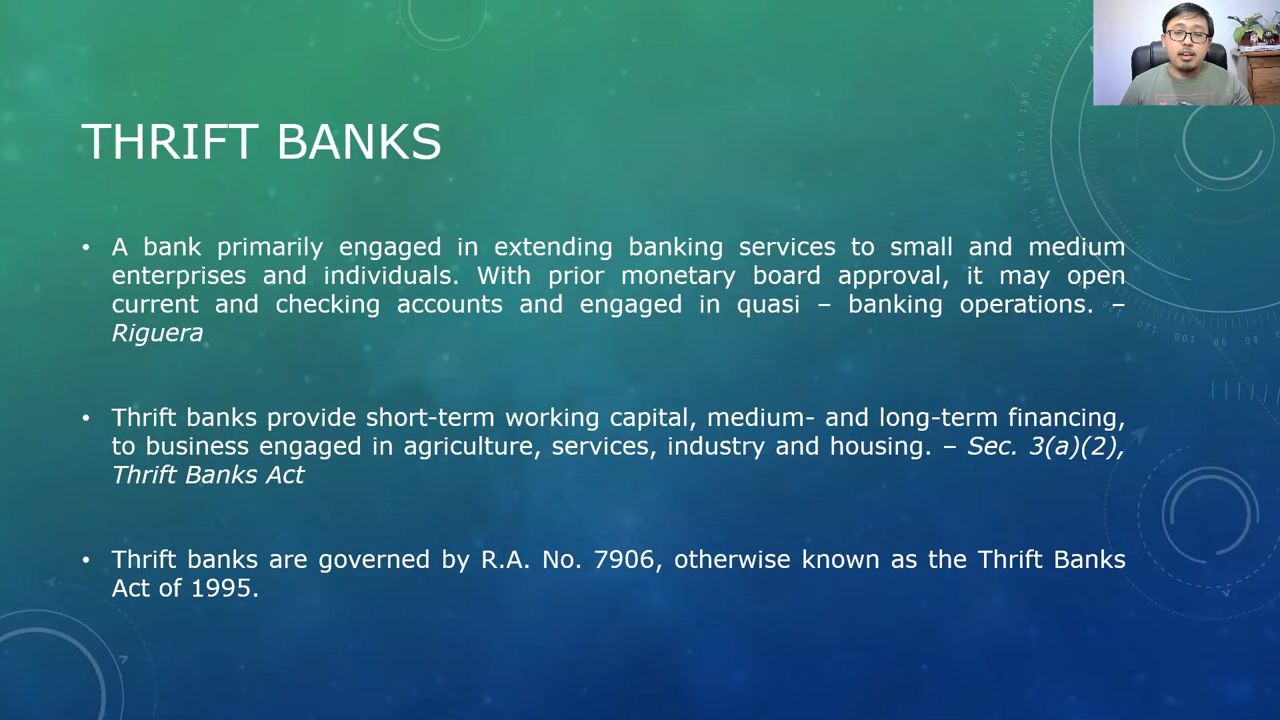 THRIFT BANKS
• A bank primarily engaged in extending banking services to small and medium
enterprises and individuals. With prior monetary board approval, it may open
current and checking accounts and engaged in quasi – banking operations. –
Riguera
• Thrift banks provide short-term working capital, medium- and long-term financing,
to business engaged in agriculture, services, industry and housing. – Sec. 3(a)(2),
Thrift Banks Act
• Thrift banks are governed by R.A. No. 7906, otherwise known as the Thrift Banks
Act of 1995.